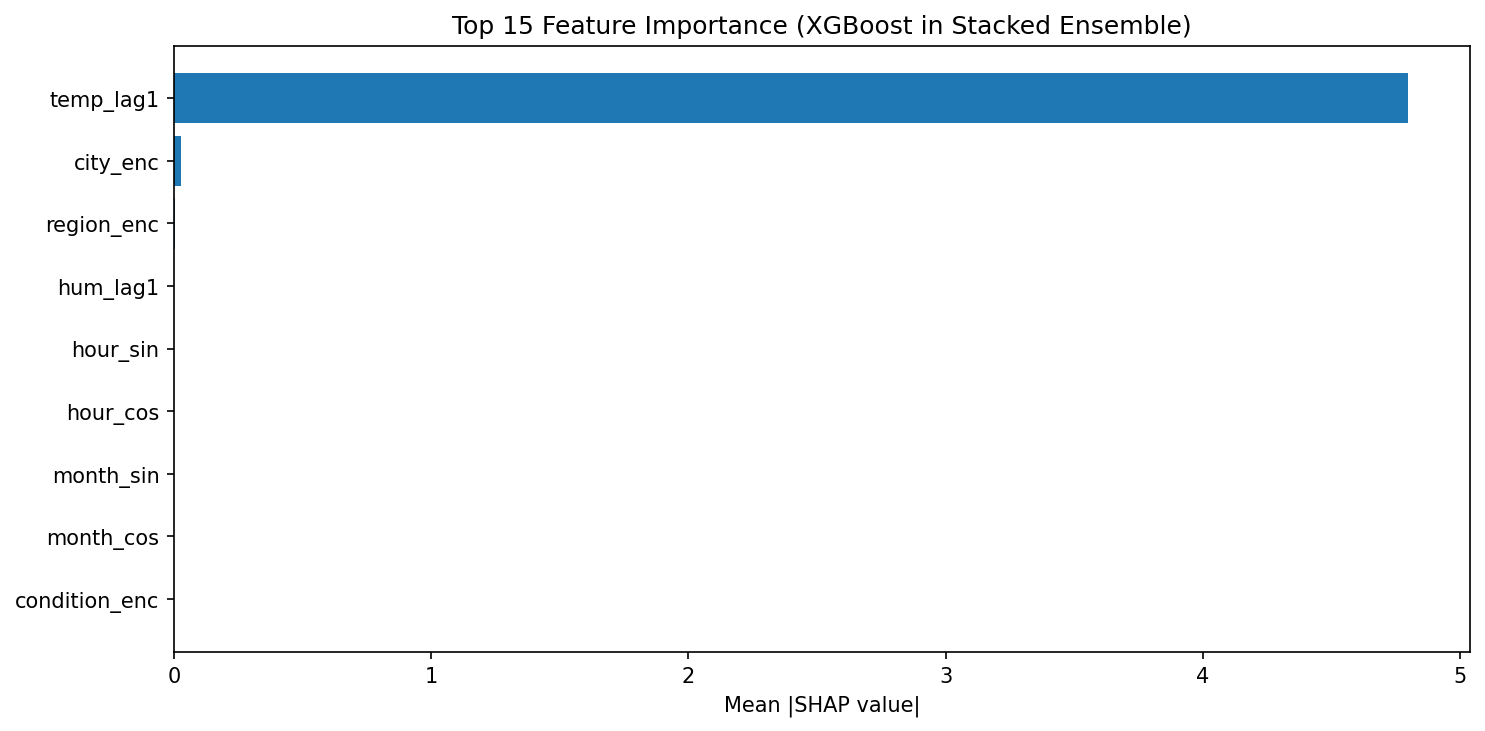 Top 15 Feature Importance (XGBoost in Stacked Ensemble)
temp_lag1
city_enc
region_enc
hum_lag1
hour_sin
hour_cos
month_sin
month_cos
condition_enc
0 1 2 3 4 5
Mean |SHAP value|